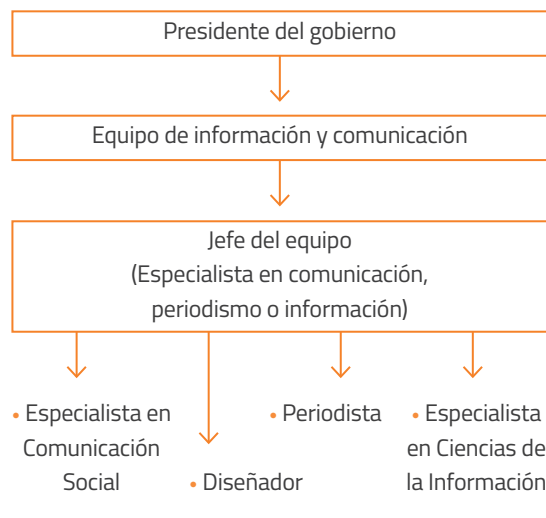 Presidente del gobierno
Equipo de información y comunicación
Jefe del equipo
(Especialista en comunicación,
periodismo o información)
• Especialista en
Comunicación
Social
• Diseñador
• Periodista
• Especialista
en Ciencias de
la Información